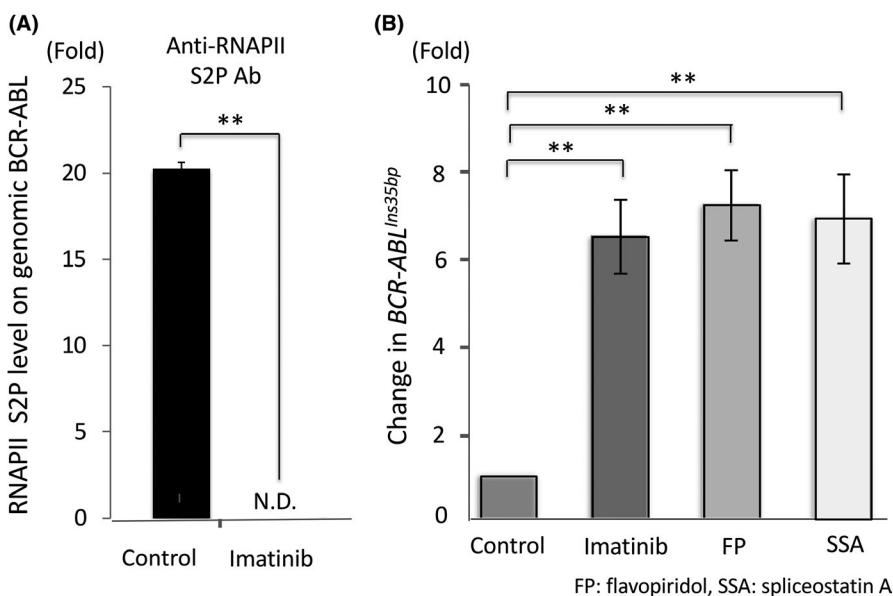 (A)
(Fold)
Anti-RNAPII
S2P Ab
RNAPII S2P level on genomic BCR-ABL
25
20
15
10
5
0
**
N.D.
Control Imatinib
(B)
(Fold)
Change in BCR-ABL^Ins35bp
10
8
6
4
2
0
**
**
**
Control Imatinib FP SSA
FP: flavopiridol, SSA: spliceostatin A